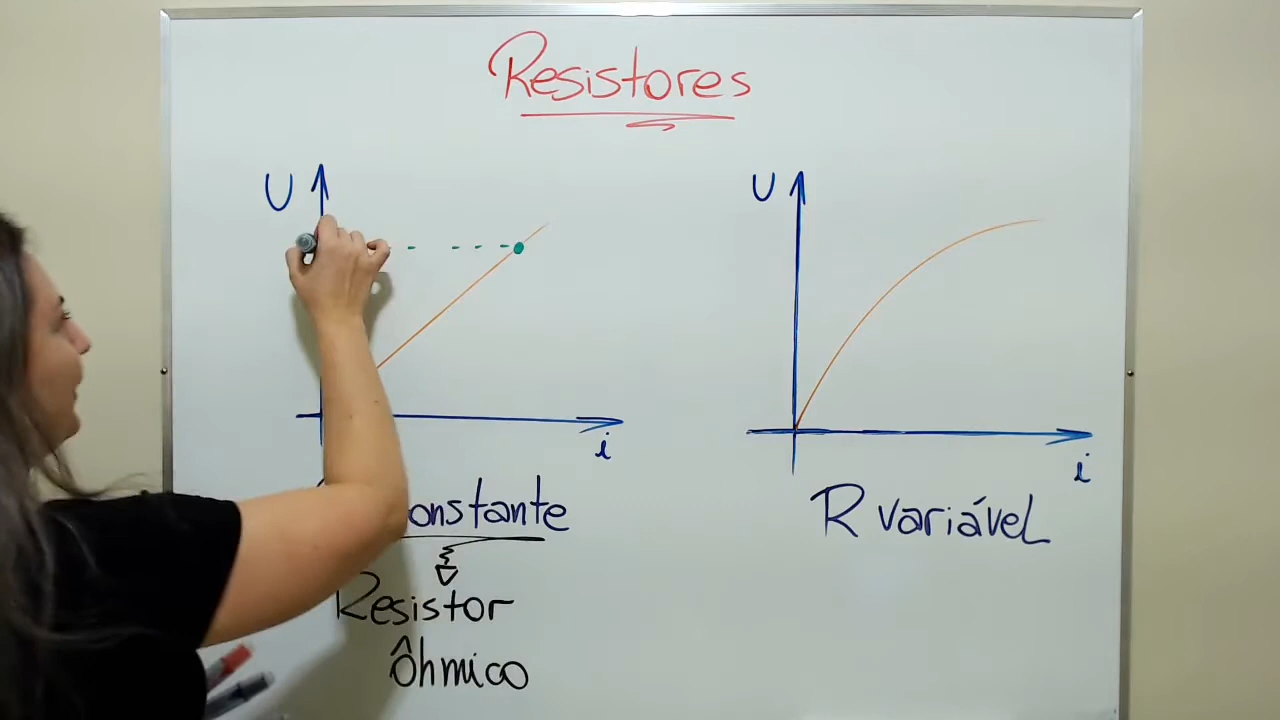 Resistores
U
i
onstante
Resistor
ôhmico
U
i
R variável